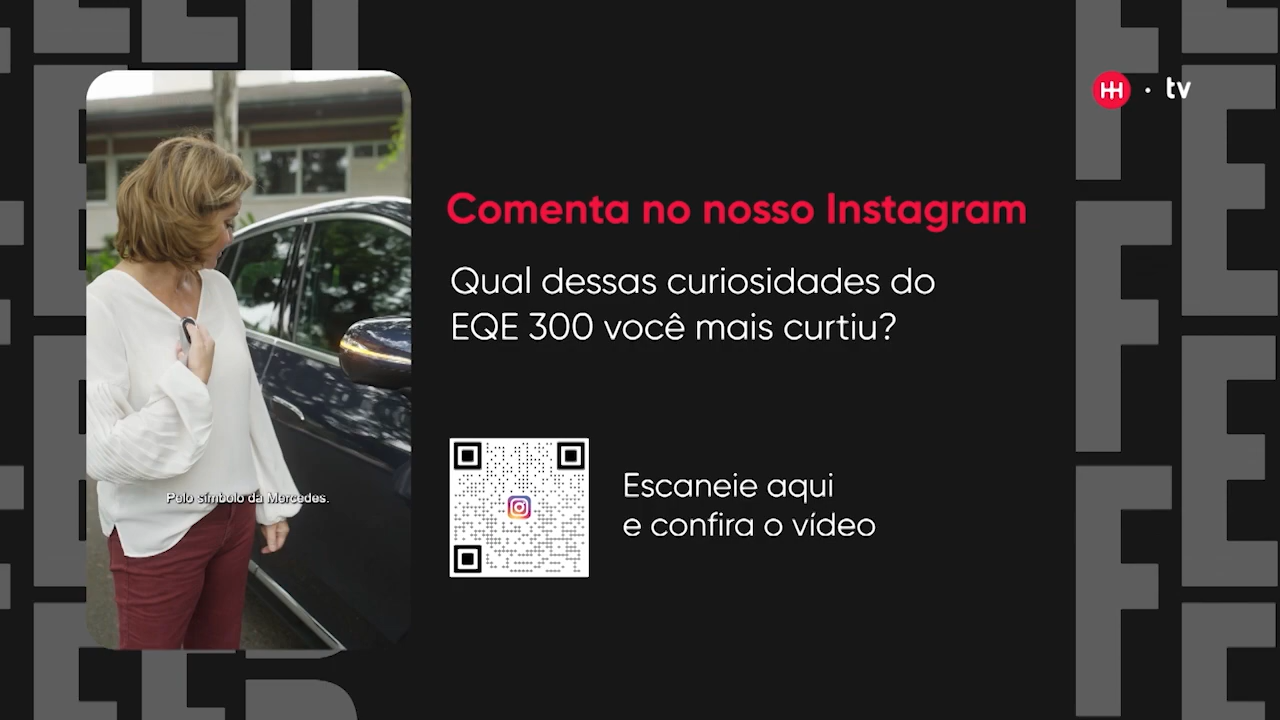 tv
Comenta no nosso Instagram
Qual dessas curiosidades do
EQE 300 você mais curtiu?
Pelo símbolo da Mercedes.
Escaneie aqui
e confira o vídeo